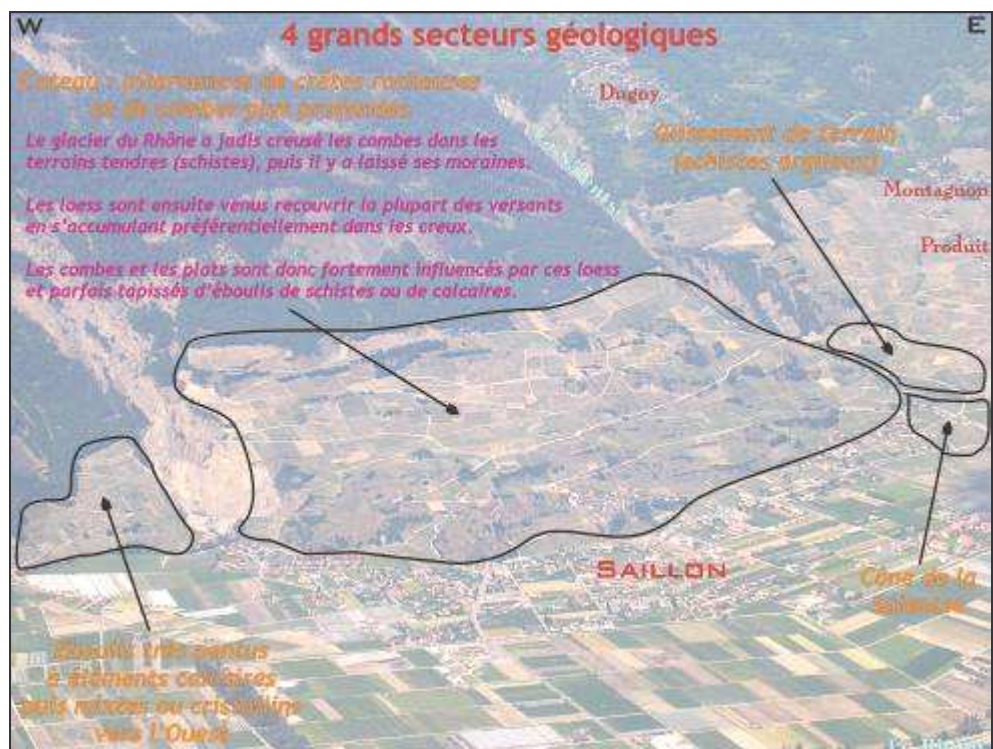 W
E
4 grands secteurs géologiques
Coteau : alternances de crêtes rocheuses
et de combes plus profondes
Dugny
Le glacier du Rhône a jadis creusé les combes dans les
terrains tendres (schistes), puis il y a laissé ses moraines.
Glissement de terrain
(schistes argileux)
Montagnon
Les loess sont ensuite venus recouvrir la plupart des versants
en s'accumulant préférentiellement dans les creux.
Produit
Les combes et les plats sont donc fortement influencés par ces loess
et parfois tapissés d'éboulis de schistes ou de calcaires.
SAILLON
Cône de la
Salentse
Eboulis très pentus
à éléments calcaires
puis mixtes ou cristallins
vers l'Ouest